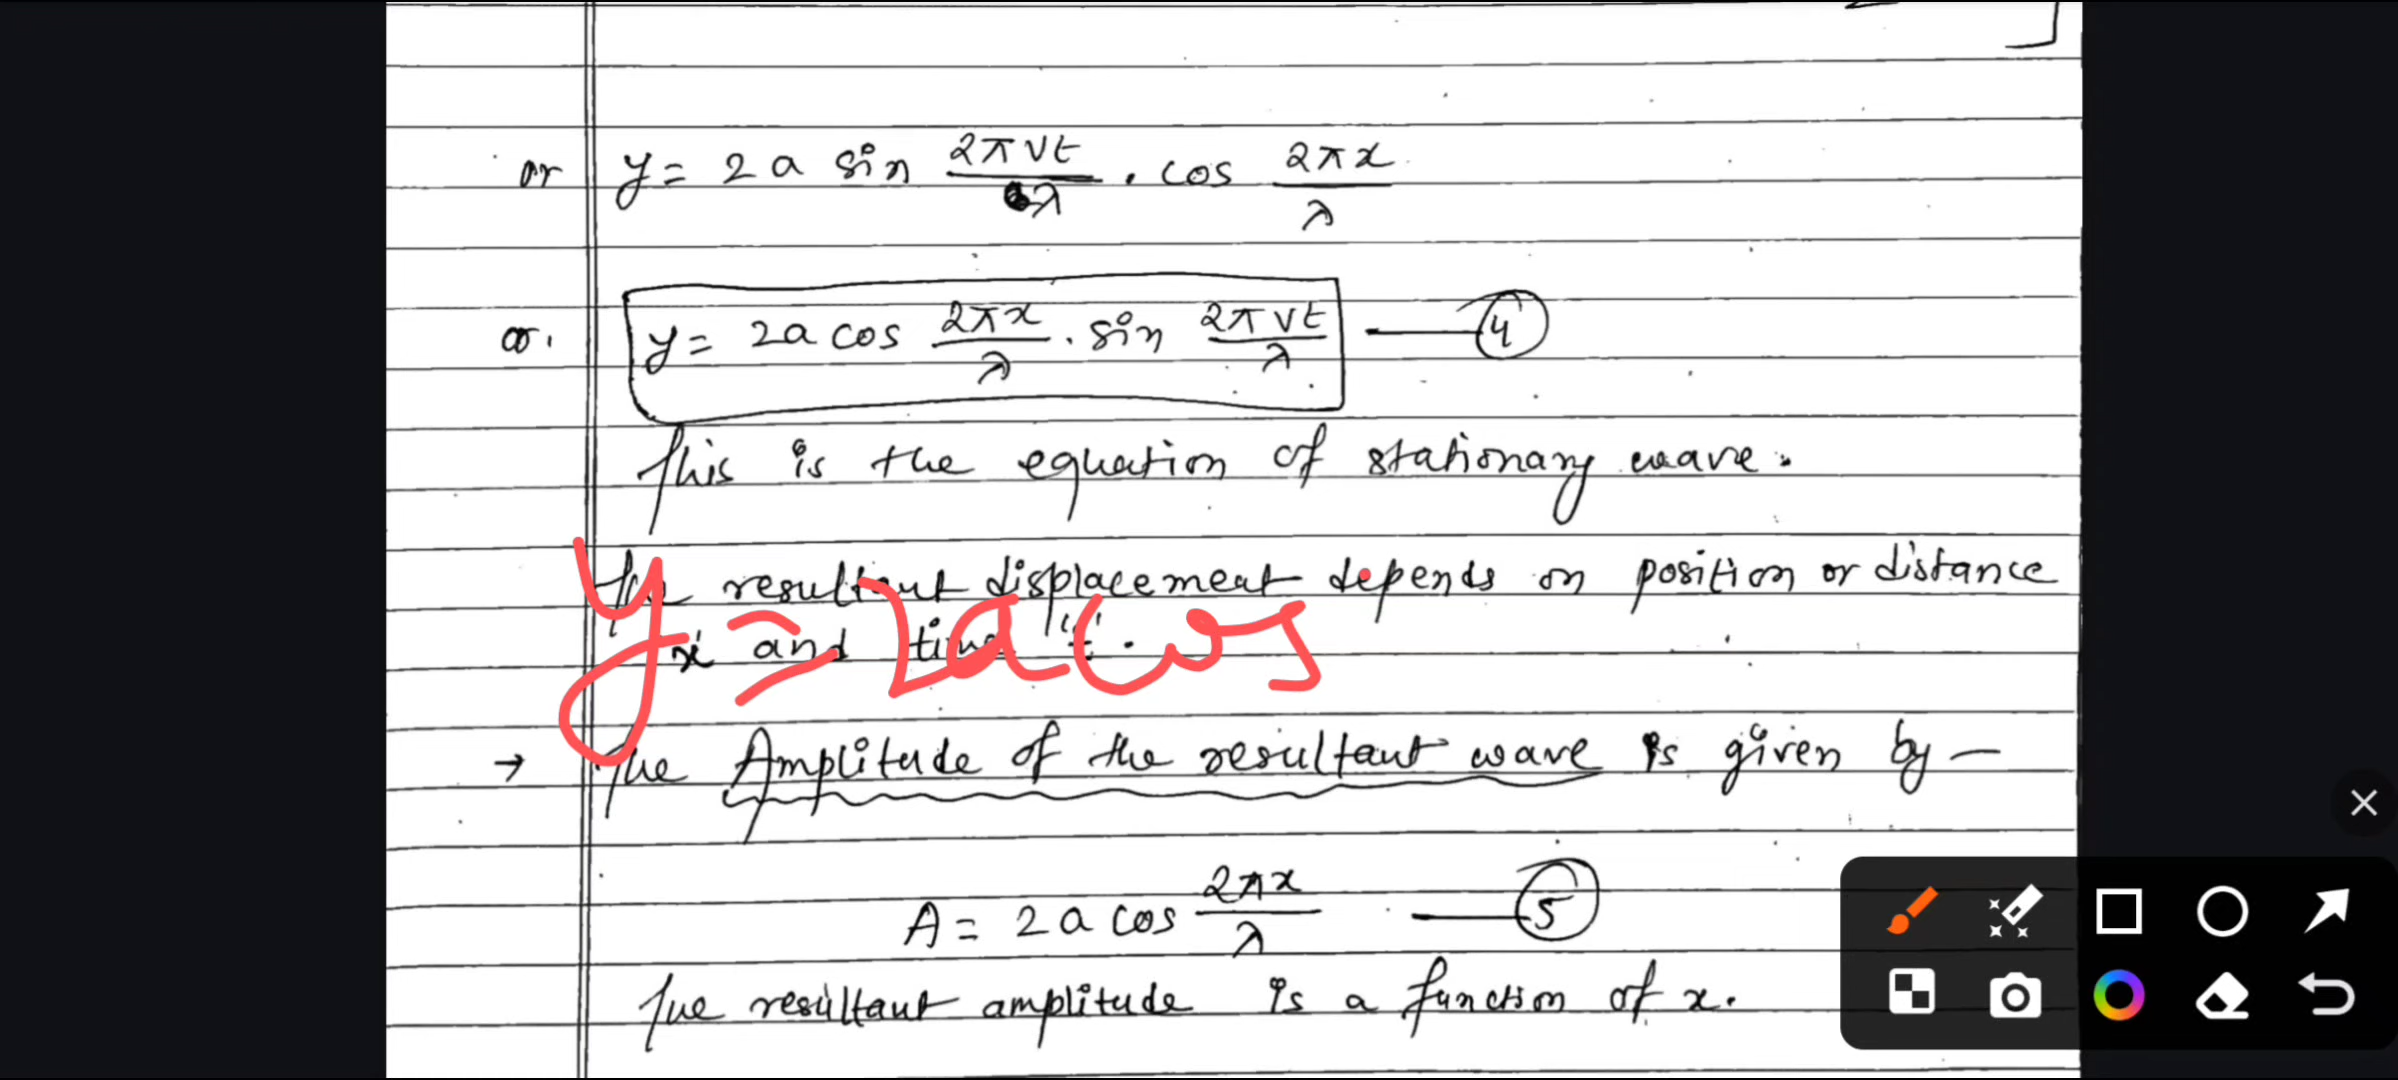 or y = 2a sin 2πvt/λ . cos 2πx/λ
or. y = 2a cos 2πx/λ . sin 2πvt/λ — (4)
This is the equation of stationary wave.
The resultant displacement depends on position or distance
'x' and time 't'.
y = 2a cos
→ The Amplitude of the resultant wave is given by —
A = 2a cos 2πx/λ — (5)
The resultant amplitude is a function of x.